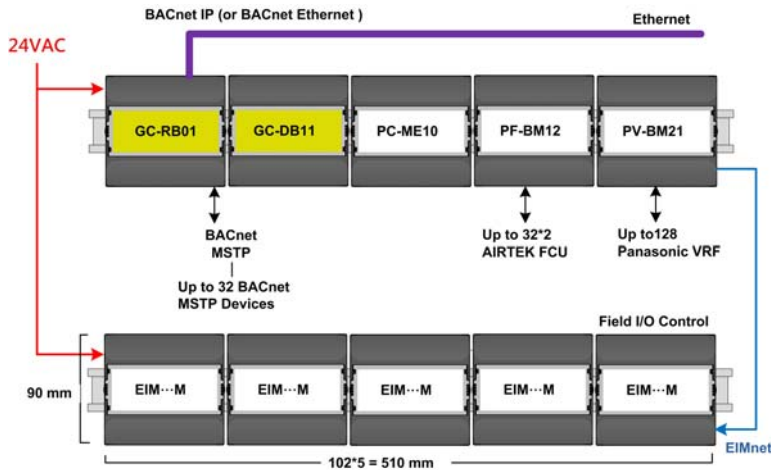 BACnet IP (or BACnet Ethernet )
Ethernet
24VAC
GC-RB01
GC-DB11
PC-ME10
PF-BM12
PV-BM21
BACnet
MSTP
Up to 32 BACnet
MSTP Devices
Up to 32*2
AIRTEK FCU
Up to128
Panasonic VRF
Field I/O Control
90 mm
EIM···M
EIM···M
EIM···M
EIM···M
EIM···M
EIMnet
102*5 = 510 mm